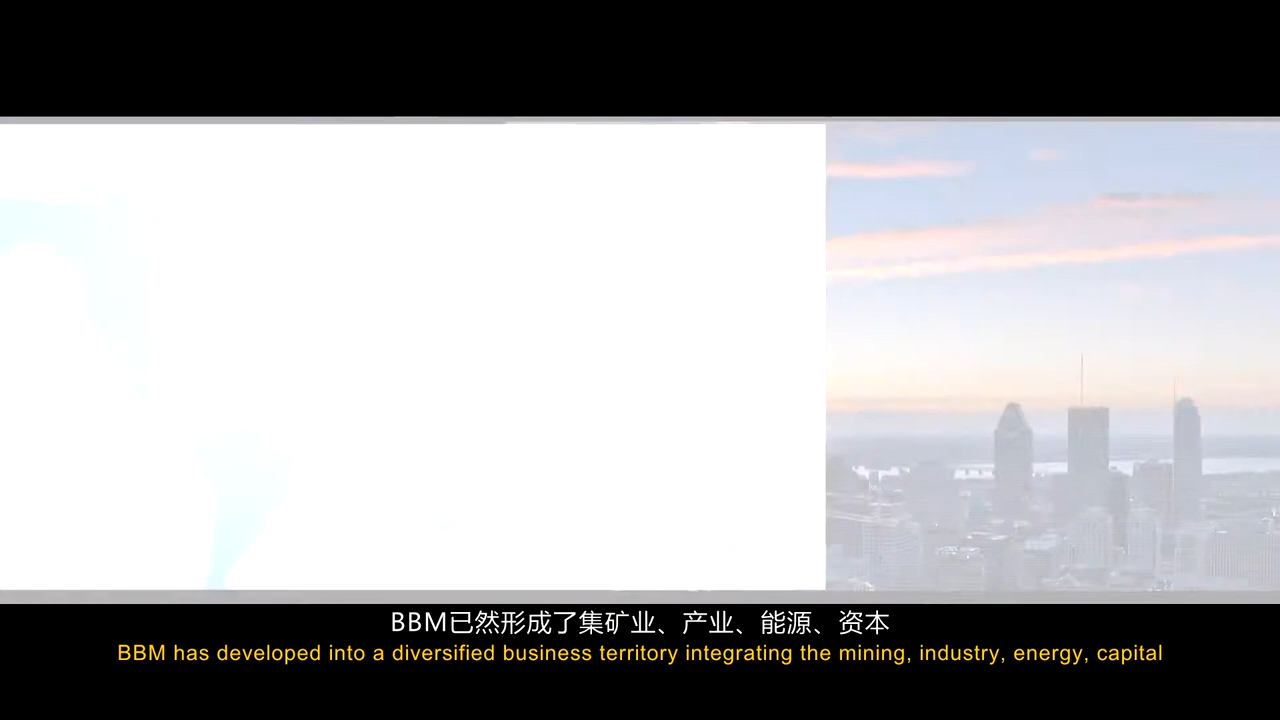 BBM已然形成了集矿业、产业、能源、资本
BBM has developed into a diversified business territory integrating the mining, industry, energy, capital